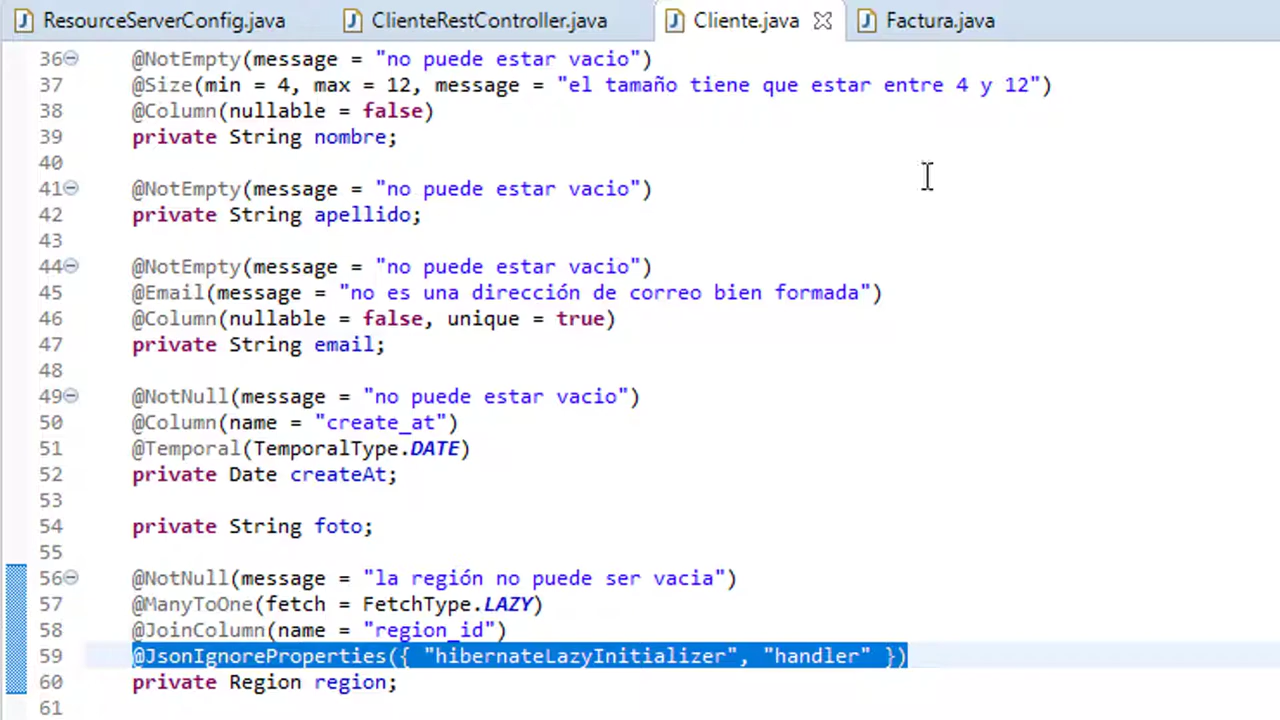 ResourceServerConfig.java ClienteRestController.java Cliente.java Factura.java
36 @NotEmpty(message = "no puede estar vacio")
37 @Size(min = 4, max = 12, message = "el tamaño tiene que estar entre 4 y 12")
38 @Column(nullable = false)
39 private String nombre;
40
41 @NotEmpty(message = "no puede estar vacio")
42 private String apellido;
43
44 @NotEmpty(message = "no puede estar vacio")
45 @Email(message = "no es una dirección de correo bien formada")
46 @Column(nullable = false, unique = true)
47 private String email;
48
49 @NotNull(message = "no puede estar vacio")
50 @Column(name = "create_at")
51 @Temporal(TemporalType.DATE)
52 private Date createAt;
53
54 private String foto;
55
56 @NotNull(message = "la región no puede ser vacia")
57 @ManyToOne(fetch = FetchType.LAZY)
58 @JoinColumn(name = "region_id")
59 @JsonIgnoreProperties({ "hibernateLazyInitializer", "handler" })
60 private Region region;
61